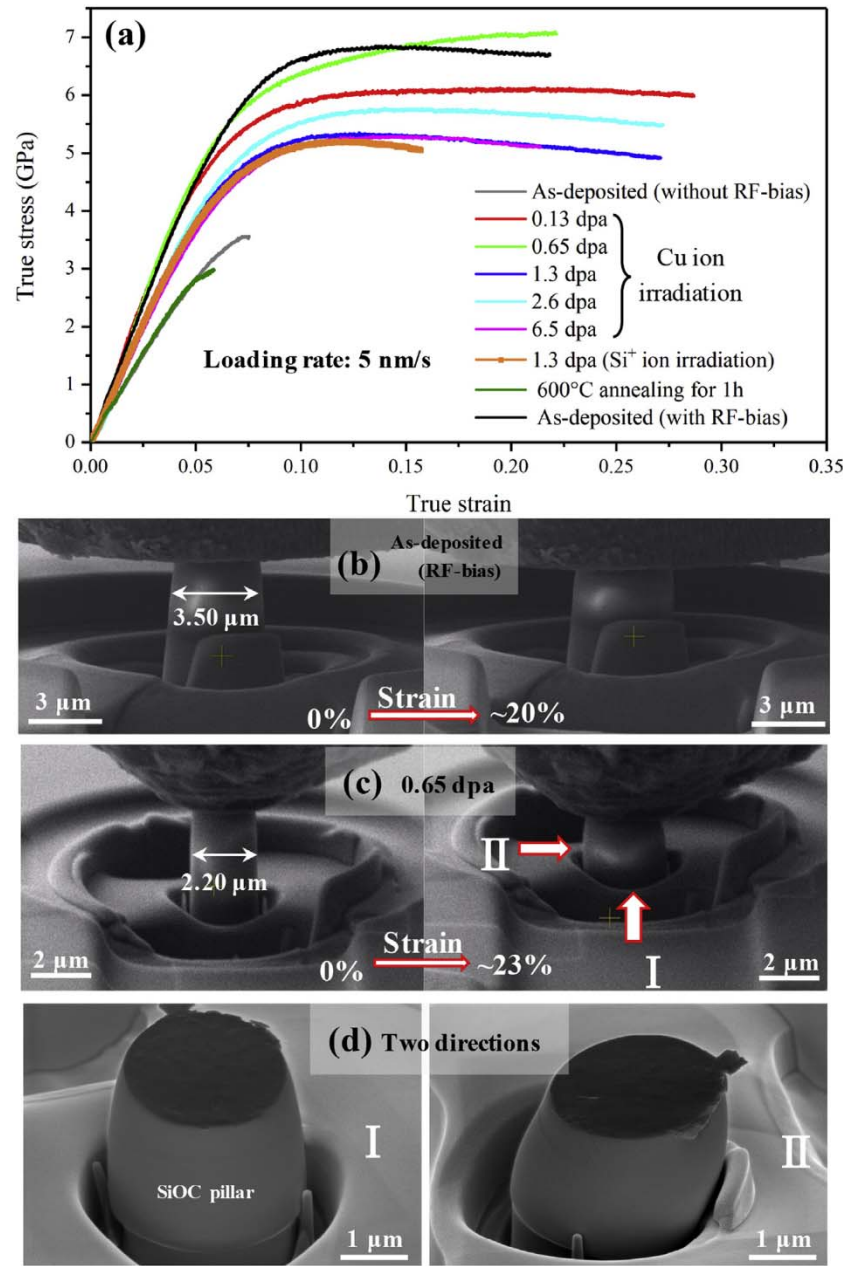 (a)
7
6
5
4
3
2
1
0
True stress (GPa)
0.00 0.05 0.10 0.15 0.20 0.25 0.30 0.35
True strain
As-deposited (without RF-bias)
0.13 dpa
0.65 dpa
1.3 dpa
2.6 dpa
6.5 dpa
Cu ion
irradiation
1.3 dpa (Si⁺ ion irradiation)
600°C annealing for 1h
As-deposited (with RF-bias)
Loading rate: 5 nm/s
As-deposited
(b) (RF-bias)
3.50 µm
3 µm
Strain
0% ~20%
3 µm
(c) 0.65 dpa
II
2.20 µm
2 µm
Strain
0% ~23%
I
2 µm
(d) Two directions
I
SiOC pillar
1 µm
II
1 µm